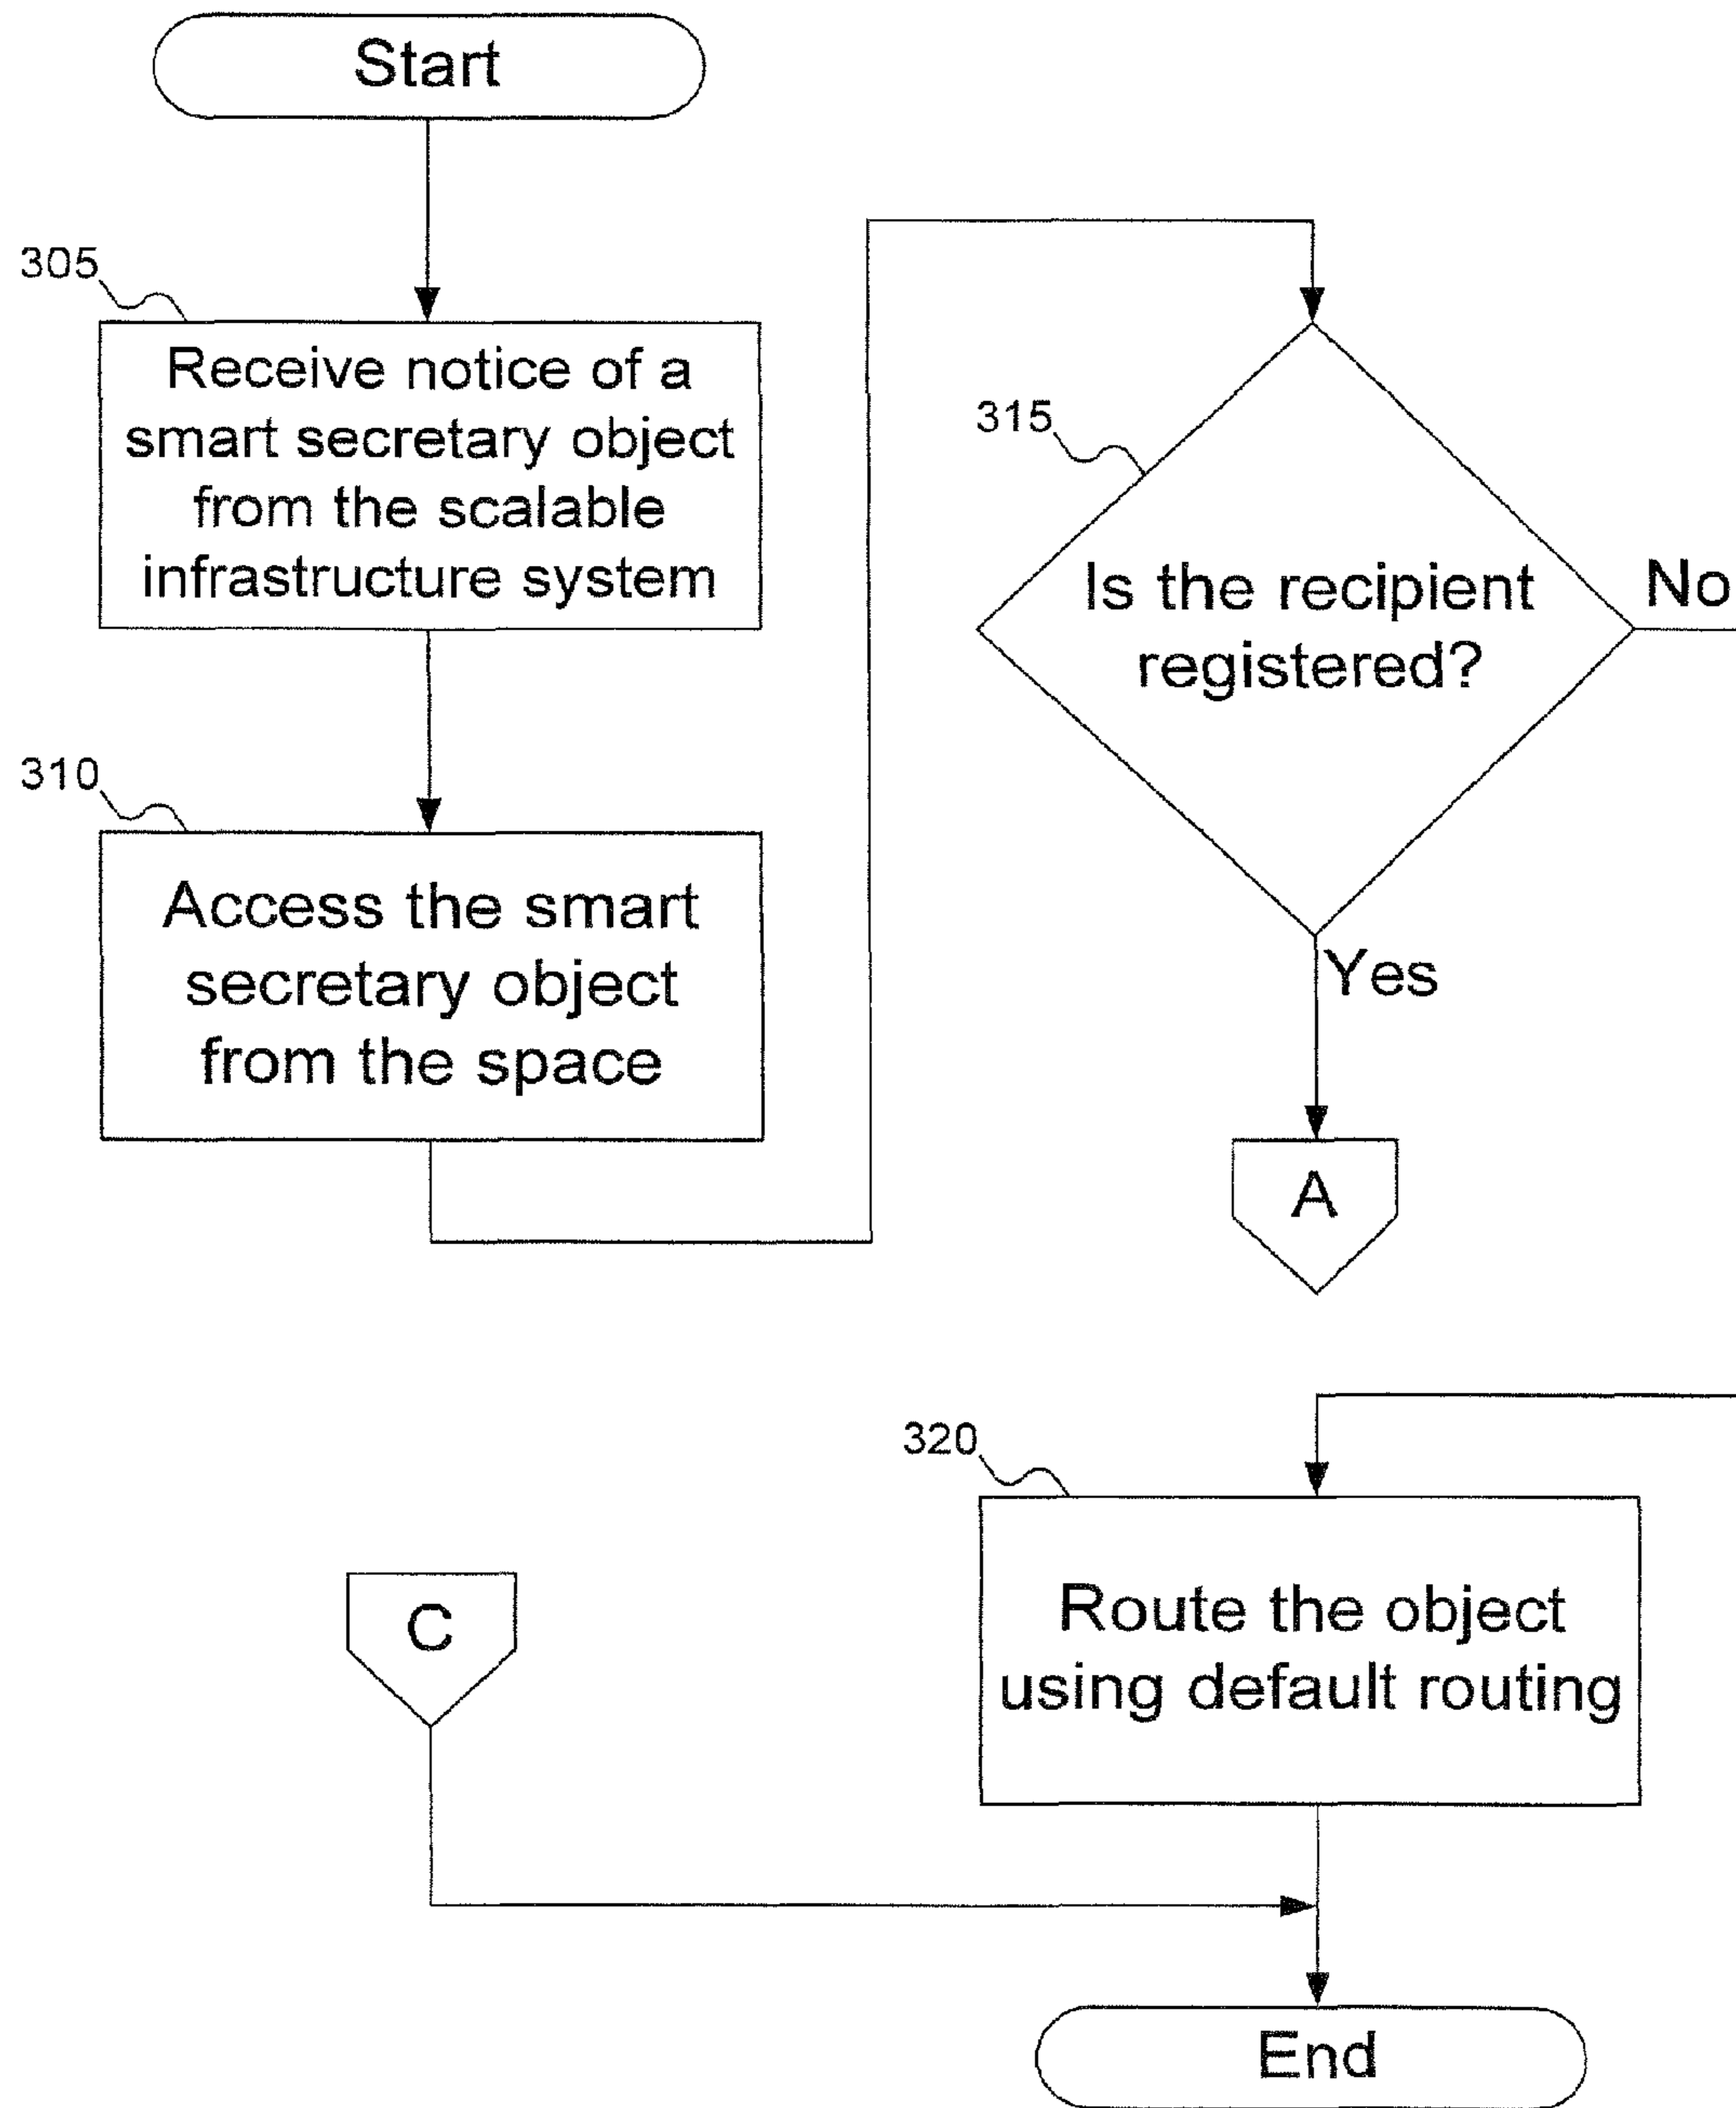 Start
305
Receive notice of a
smart secretary object
from the scalable
infrastructure system
310
Access the smart
secretary object
from the space
315
Is the recipient
registered?
No
Yes
A
320
Route the object
using default routing
C
End